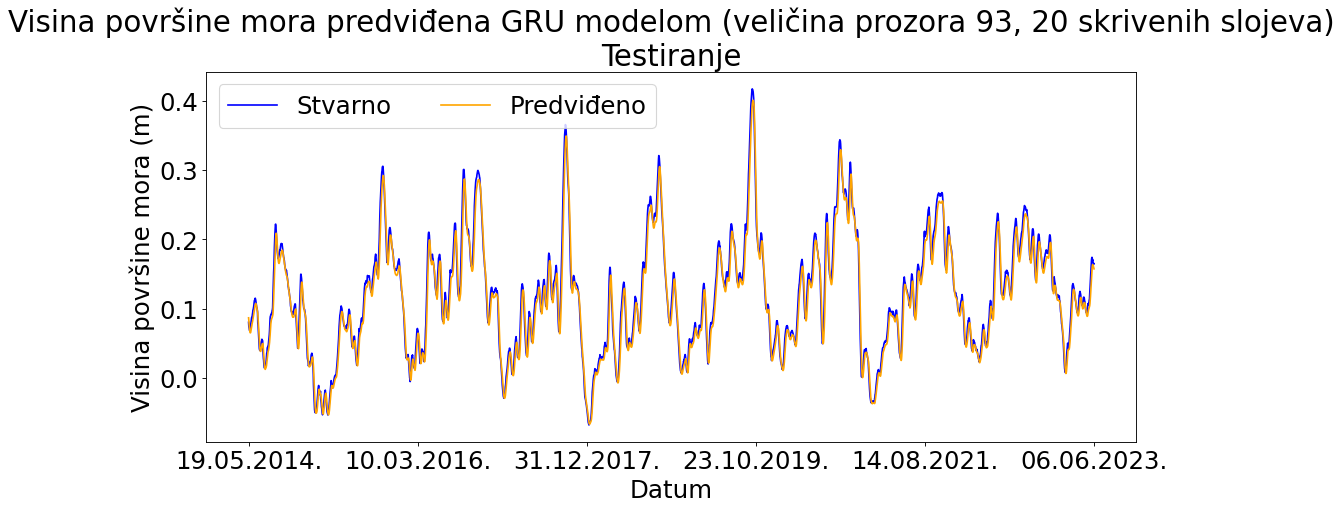 Visina površine mora predviđena GRU modelom (veličina prozora 93, 20 skrivenih slojeva)
Testiranje
Stvarno
Predviđeno
Visina površine mora (m)
0.4
0.3
0.2
0.1
0.0
19.05.2014.
10.03.2016.
31.12.2017.
23.10.2019.
14.08.2021.
06.06.2023.
Datum